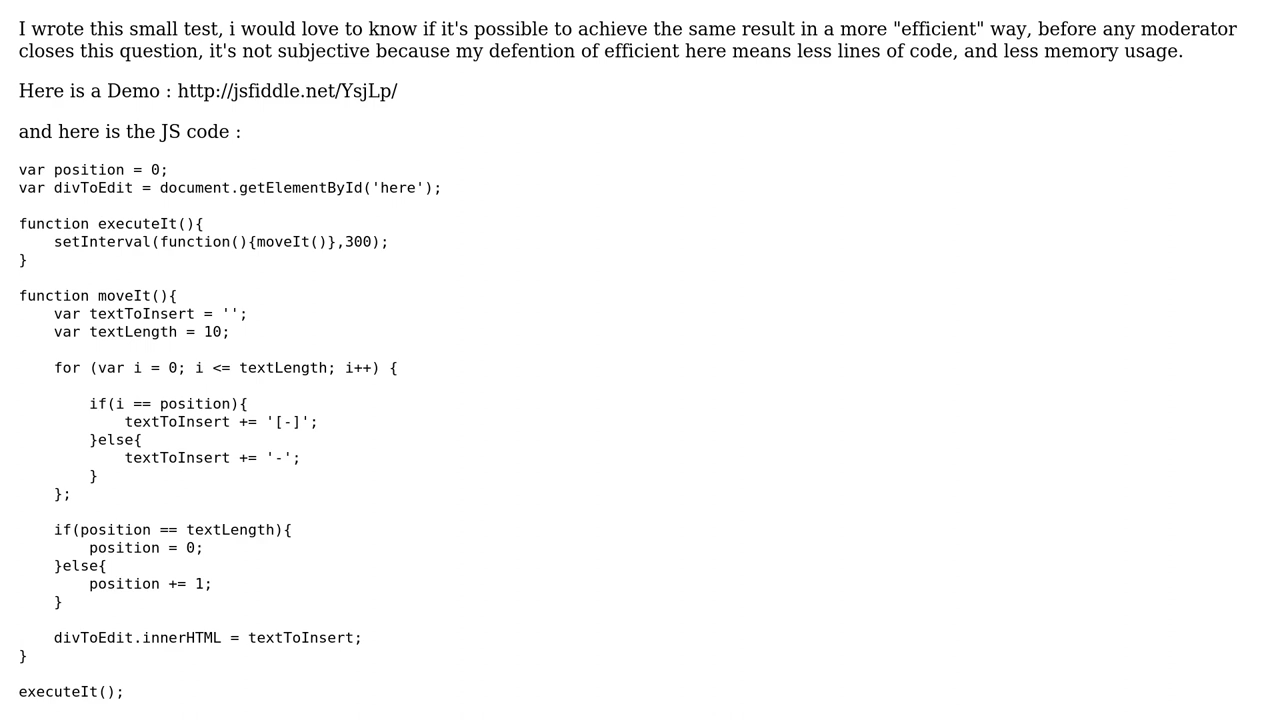 I wrote this small test, i would love to know if it's possible to achieve the same result in a more "efficient" way, before any moderator
closes this question, it's not subjective because my defention of efficient here means less lines of code, and less memory usage.
Here is a Demo : http://jsfiddle.net/YsjLp/
and here is the JS code :
var position = 0;
var divToEdit = document.getElementById('here');
function executeIt(){
    setInterval(function(){moveIt()},300);
}
function moveIt(){
    var textToInsert = '';
    var textLength = 10;
    for (var i = 0; i <= textLength; i++) {
        if(i == position){
            textToInsert += '[-]';
        }else{
            textToInsert += '-';
        }
    };
    if(position == textLength){
        position = 0;
    }else{
        position += 1;
    }
    divToEdit.innerHTML = textToInsert;
}
executeIt();